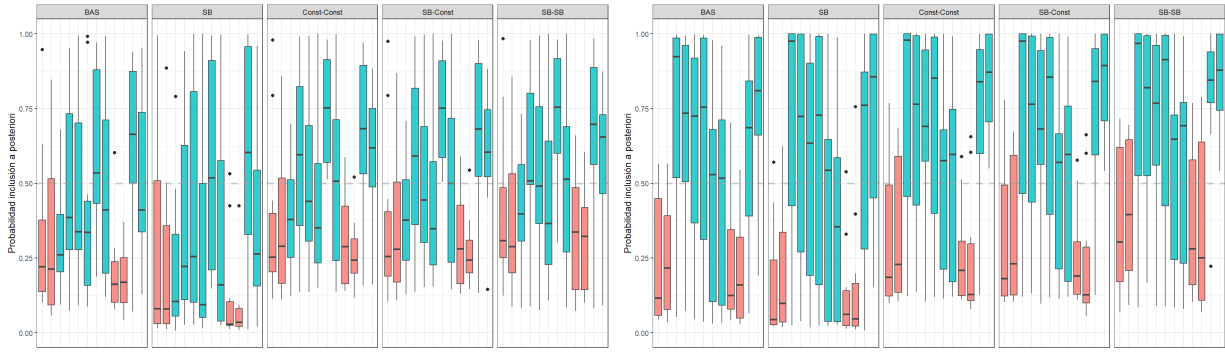 BAS SB Const-Const SB-Const SB-SB
Probabilidad inclusión a posteriori
1.00
0.75
0.50
0.25
0.00
BAS SB Const-Const SB-Const SB-SB
Probabilidad inclusión a posteriori
1.00
0.75
0.50
0.25
0.00